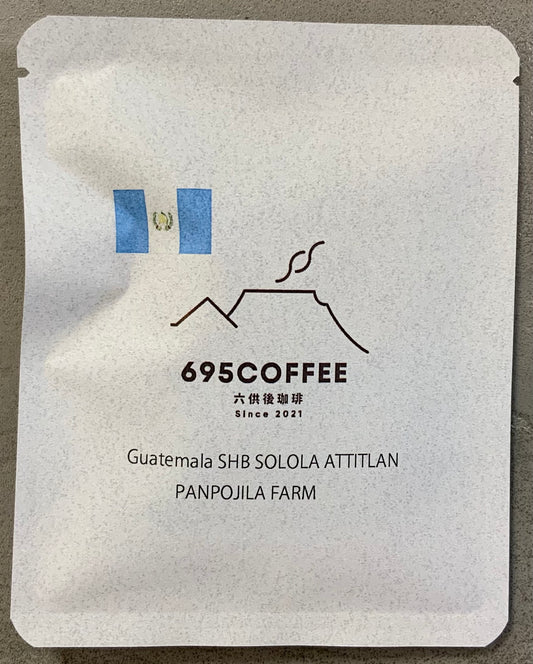 695COFFEE
六供後珈琲
Since 2021
Guatemala SHB SOLOLA ATTITLAN
PANPOJILA FARM